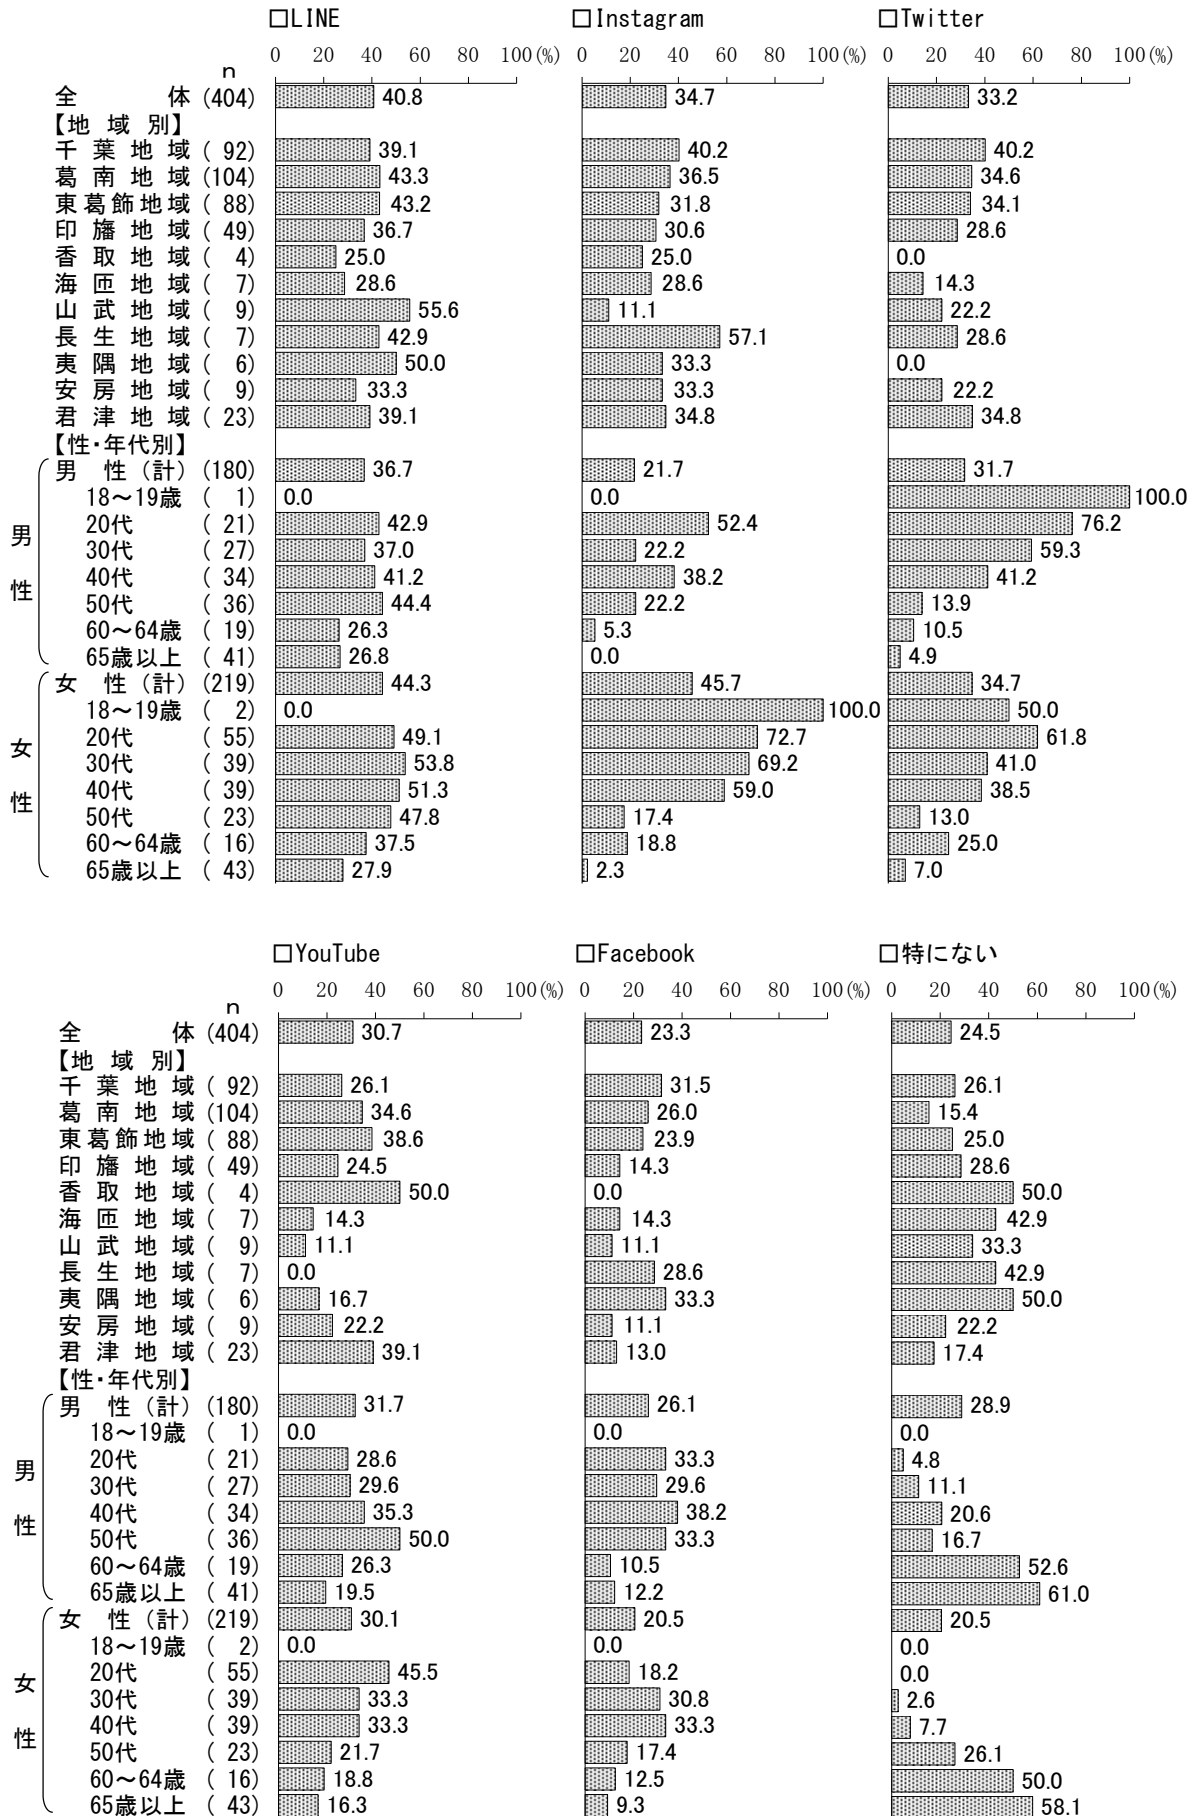 □LINE □Instagram □Twitter
0 20 40 60 80 100(%) 0 20 40 60 80 100(%) 0 20 40 60 80 100(%)
n
全体(404) 40.8 34.7 33.2
【地域別】
千葉地域( 92) 39.1 40.2 40.2
葛南地域(104) 43.3 36.5 34.6
東葛飾地域( 88) 43.2 31.8 34.1
印旛地域( 49) 36.7 30.6 28.6
香取地域( 4) 25.0 25.0 0.0
海匝地域( 7) 28.6 28.6 14.3
山武地域( 9) 55.6 11.1 22.2
長生地域( 7) 42.9 57.1 28.6
夷隅地域( 6) 50.0 33.3 0.0
安房地域( 9) 33.3 33.3 22.2
君津地域( 23) 39.1 34.8 34.8
【性・年代別】
男性
男性(計)(180) 36.7 21.7 31.7
18～19歳( 1) 0.0 0.0 100.0
20代( 21) 42.9 52.4 76.2
30代( 27) 37.0 22.2 59.3
40代( 34) 41.2 38.2 41.2
50代( 36) 44.4 22.2 13.9
60～64歳( 19) 26.3 5.3 10.5
65歳以上( 41) 26.8 0.0 4.9
女性
女性(計)(219) 44.3 45.7 34.7
18～19歳( 2) 0.0 100.0 50.0
20代( 55) 49.1 72.7 61.8
30代( 39) 53.8 69.2 41.0
40代( 39) 51.3 59.0 38.5
50代( 23) 47.8 17.4 13.0
60～64歳( 16) 37.5 18.8 25.0
65歳以上( 43) 27.9 2.3 7.0
□YouTube □Facebook □特にない
0 20 40 60 80 100(%) 0 20 40 60 80 100(%) 0 20 40 60 80 100(%)
n
全体(404) 30.7 23.3 24.5
【地域別】
千葉地域( 92) 26.1 31.5 26.1
葛南地域(104) 34.6 26.0 15.4
東葛飾地域( 88) 38.6 23.9 25.0
印旛地域( 49) 24.5 14.3 28.6
香取地域( 4) 50.0 0.0 50.0
海匝地域( 7) 14.3 14.3 42.9
山武地域( 9) 11.1 11.1 33.3
長生地域( 7) 0.0 28.6 42.9
夷隅地域( 6) 16.7 33.3 50.0
安房地域( 9) 22.2 11.1 22.2
君津地域( 23) 39.1 13.0 17.4
【性・年代別】
男性
男性(計)(180) 31.7 26.1 28.9
18～19歳( 1) 0.0 0.0 0.0
20代( 21) 28.6 33.3 4.8
30代( 27) 29.6 29.6 11.1
40代( 34) 35.3 38.2 20.6
50代( 36) 50.0 33.3 16.7
60～64歳( 19) 26.3 10.5 52.6
65歳以上( 41) 19.5 12.2 61.0
女性
女性(計)(219) 30.1 20.5 20.5
18～19歳( 2) 0.0 0.0 0.0
20代( 55) 45.5 18.2 0.0
30代( 39) 33.3 30.8 2.6
40代( 39) 33.3 33.3 7.7
50代( 23) 21.7 17.4 26.1
60～64歳( 16) 18.8 12.5 50.0
65歳以上( 43) 16.3 9.3 58.1